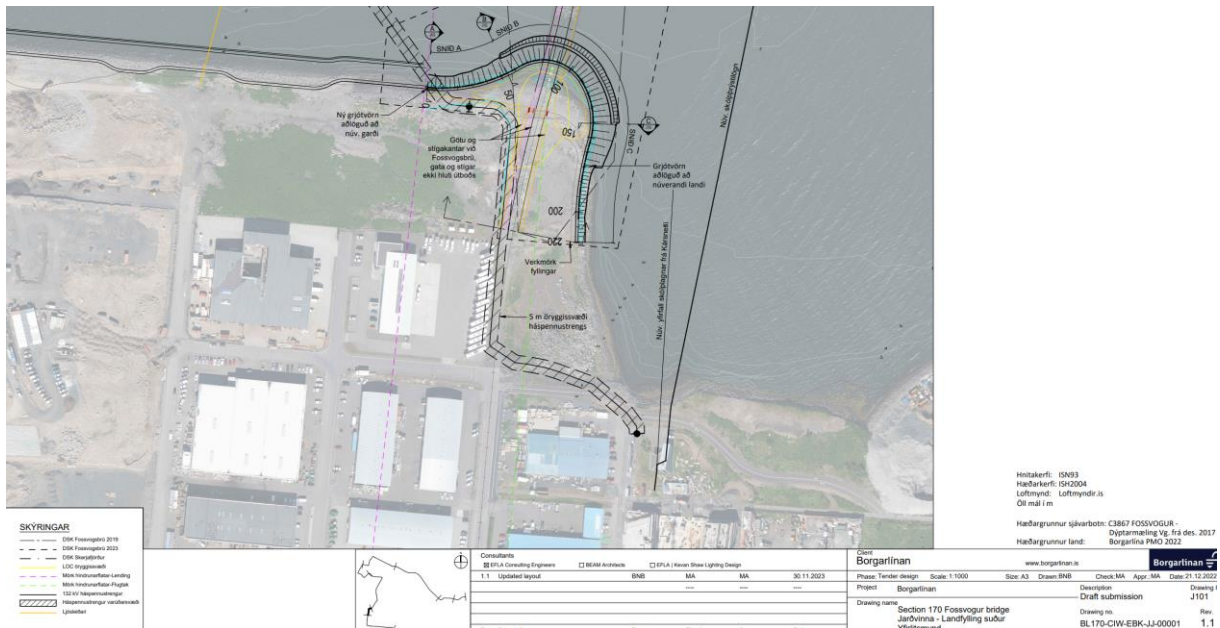 SNIÐ A
A
B
SNIÐ B
0
50
100
150
200
220
C
SNIÐ C
Ný grjótvörn
aðlöguð að
núv. garði
Götu og
stígakantar við
Fossvogsbrú,
gata og stígar
ekki hluti útboðs
Grjótvörn
aðlöguð að
núverandi landi
Verkmörk
fyllingar
5 m öryggissvæði
háspennustrengs
Núv. skólpþrýstilögn
Núv. yfirfall skólplagnar frá Kársnesi
Hnitakerfi: ISN93
Hæðarkerfi: ISH2004
Loftmynd: Loftmyndir.is
Öll mál í m
Hæðargrunnur sjávarbotn: C3867 FOSSVOGUR -
Dýptarmæling Vg. frá des. 2017
Hæðargrunnur land: Borgarlína PMO 2022
SKÝRINGAR
DSK Fossvogsbrú 2019
DSK Fossvogsbrú 2023
DSK Skerjafjörður
LOC öryggissvæði
Mörk hindrunarflatar-Lending
Mörk hindrunarflatar-Flugtak
132 kV háspennustrengur
Háspennustrengur varúðarsvæði
Ljósleiðari
Consultants
EFLA Consulting Engineers BEAM Architects EFLA | Kevan Shaw Lighting Design
1.1 Updated layout BNB MA MA 30.11.2023
Client
Borgarlínan www.borgarlinan.is Borgarlínan
Phase: Tender design Scale: 1:1000 Size: A3 Drawn: BNB Check: MA Appr.: MA Date: 21.12.2022
Project Borgarlínan
Description
Draft submission
J101
Drawing name
Section 170 Fossvogur bridge
Jarðvinna - Landfylling suður
Yfirlitsmynd
Drawing no.
BL170-CIW-EBK-JJ-00001
Rev.
1.1